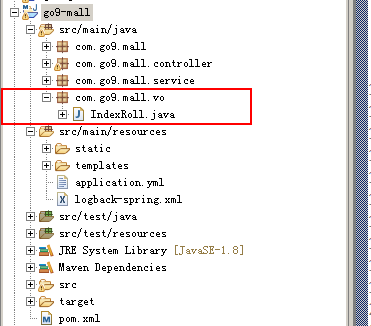 go9-mall
src/main/java
com.go9.mall
com.go9.mall.controller
com.go9.mall.service
com.go9.mall.vo
IndexRoll.java
src/main/resources
static
templates
application.yml
logback-spring.xml
src/test/java
src/test/resources
JRE System Library [JavaSE-1.8]
Maven Dependencies
src
target
pom.xml